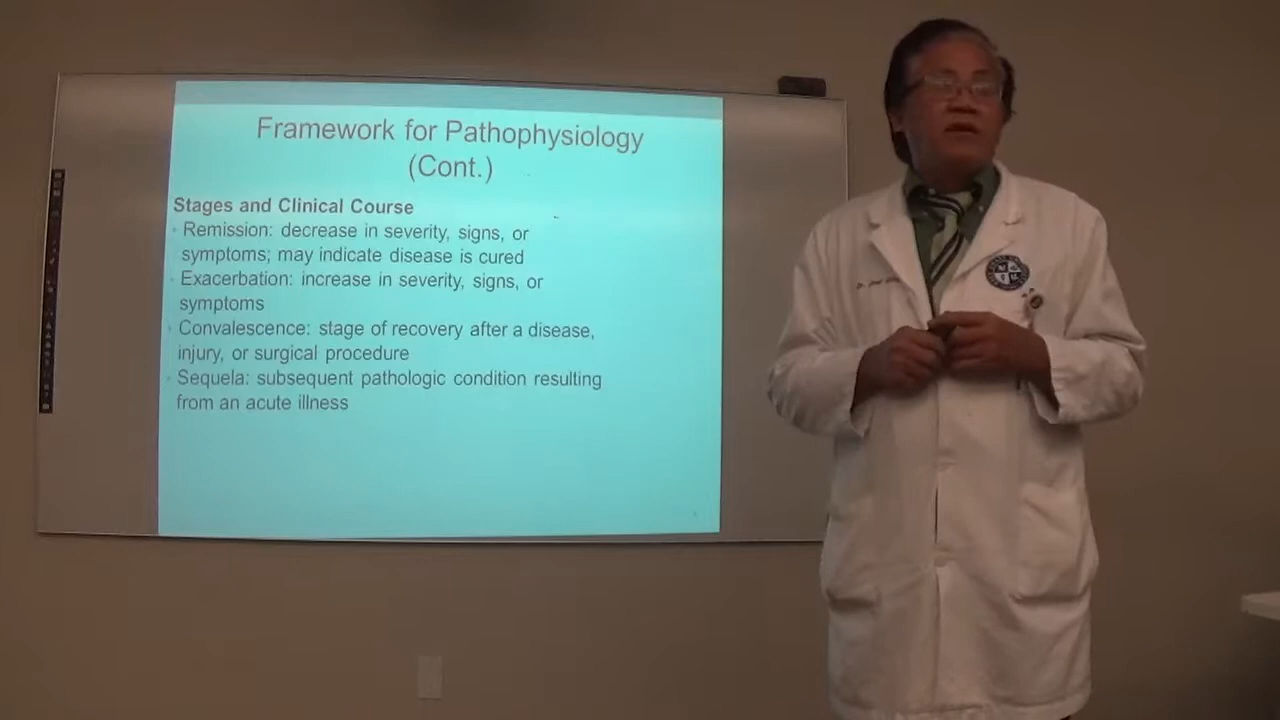 Framework for Pathophysiology
(Cont.)
Stages and Clinical Course
Remission: decrease in severity, signs, or
symptoms; may indicate disease is cured
Exacerbation: increase in severity, signs, or
symptoms
Convalescence: stage of recovery after a disease,
injury, or surgical procedure
Sequela: subsequent pathologic condition resulting
from an acute illness
Dr.